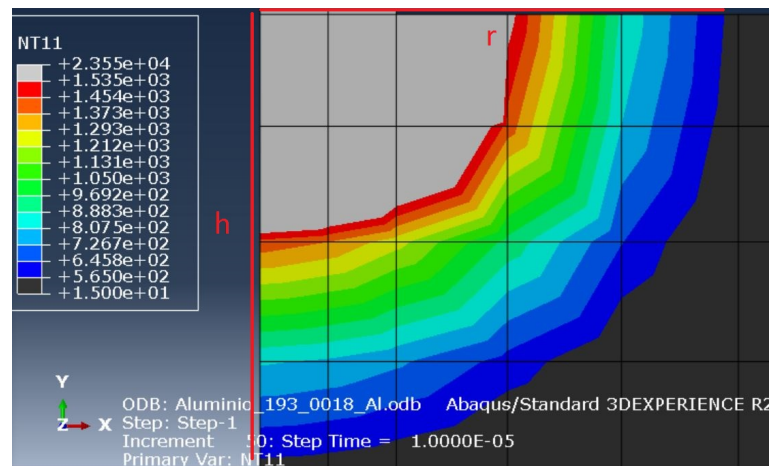 r
NT11
+2.355e+04
+1.535e+03
+1.454e+03
+1.373e+03
+1.293e+03
+1.212e+03
+1.131e+03
+1.050e+03
+9.692e+02
+8.883e+02
+8.075e+02
+7.267e+02
+6.458e+02
+5.650e+02
+1.500e+01
h
Y
Z X
ODB: Aluminio_193_0018_Al.odb Abaqus/Standard 3DEXPERIENCE R2
Step: Step-1
Increment 50: Step Time = 1.0000E-05
Primary Var: NT11